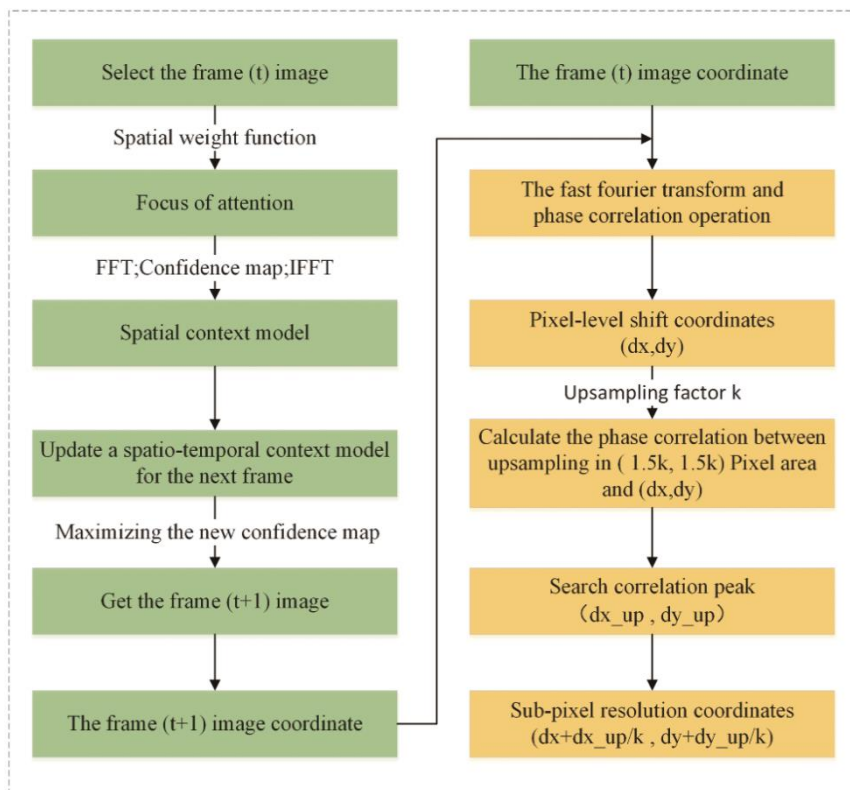 Select the frame (t) image
Spatial weight function
Focus of attention
FFT;Confidence map;IFFT
Spatial context model
Update a spatio-temporal context model
for the next frame
Maximizing the new confidence map
Get the frame (t+1) image
The frame (t+1) image coordinate
The frame (t) image coordinate
The fast fourier transform and
phase correlation operation
Pixel-level shift coordinates
(dx,dy)
Upsampling factor k
Calculate the phase correlation between
upsampling in ( 1.5k, 1.5k) Pixel area
and (dx,dy)
Search correlation peak
（dx_up , dy_up）
Sub-pixel resolution coordinates
(dx+dx_up/k , dy+dy_up/k)